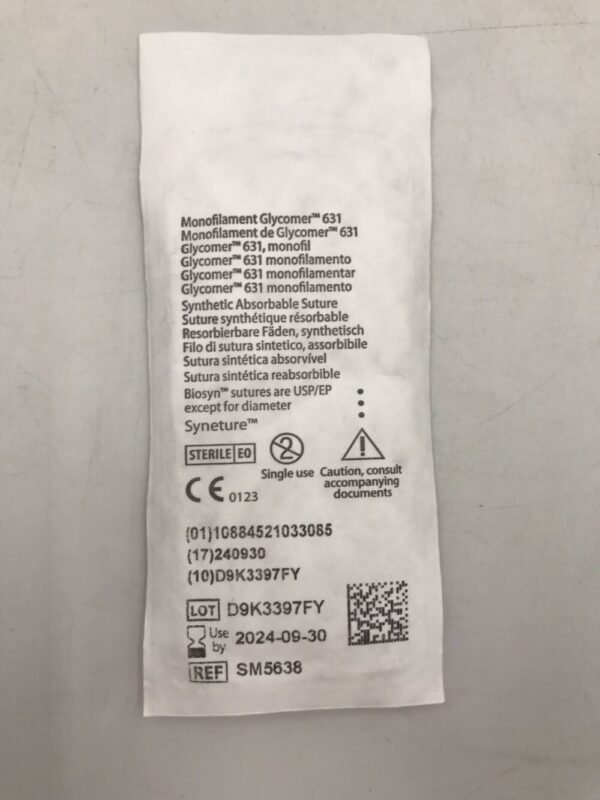 Monofilament Glycomer™ 631
Monofilament de Glycomer™ 631
Glycomer™ 631, monofil
Glycomer™ 631 monofilamento
Glycomer™ 631 monofilamentar
Glycomer™ 631 monofilamento
Synthetic Absorbable Suture
Suture synthétique résorbable
Resorbierbare Fäden, synthetisch
Filo di sutura sintetico, assorbibile
Sutura sintética absorvível
Sutura sintética reabsorbible
Biosyn™ sutures are USP/EP
except for diameter
Syneture™
STERILE EO
2
Single use
Caution, consult
accompanying
documents
CE 0123
(01)10884521033085
(17)240930
(10)D9K3397FY
LOT D9K3397FY
Use by 2024-09-30
REF SM5638